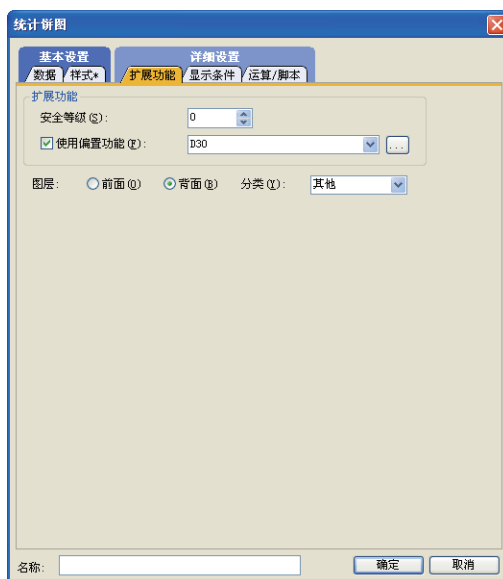 统计饼图
基本设置 详细设置
数据 样式* 扩展功能 显示条件 运算/脚本
扩展功能
安全等级(S): 0
使用偏置功能(F): D30 ...
图层: 前面(O) 背面(B) 分类(Y): 其他
名称: 确定 取消